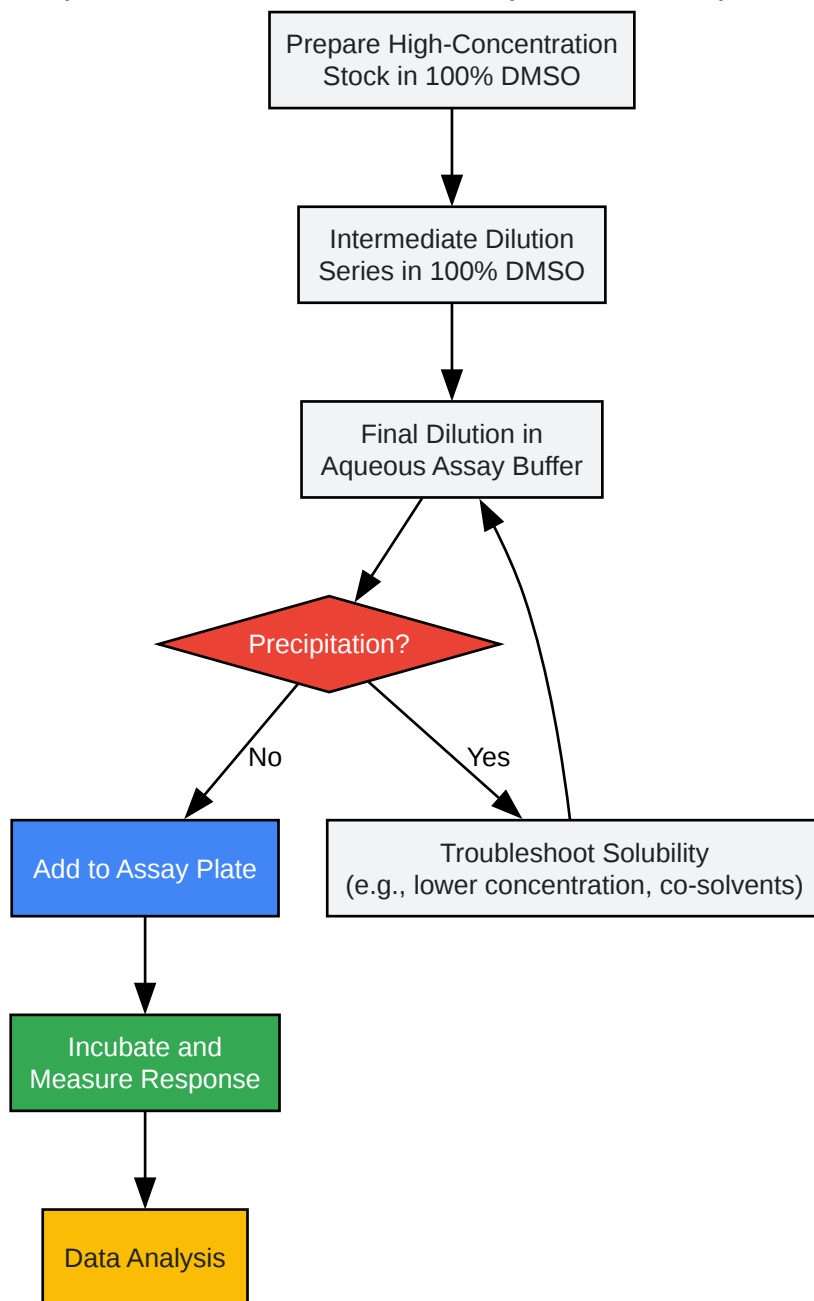 Prepare High-Concentration
Stock in 100% DMSO
Intermediate Dilution
Series in 100% DMSO
Final Dilution in
Aqueous Assay Buffer
Precipitation?
No
Yes
Add to Assay Plate
Troubleshoot Solubility
(e.g., lower concentration, co-solvents)
Incubate and
Measure Response
Data Analysis